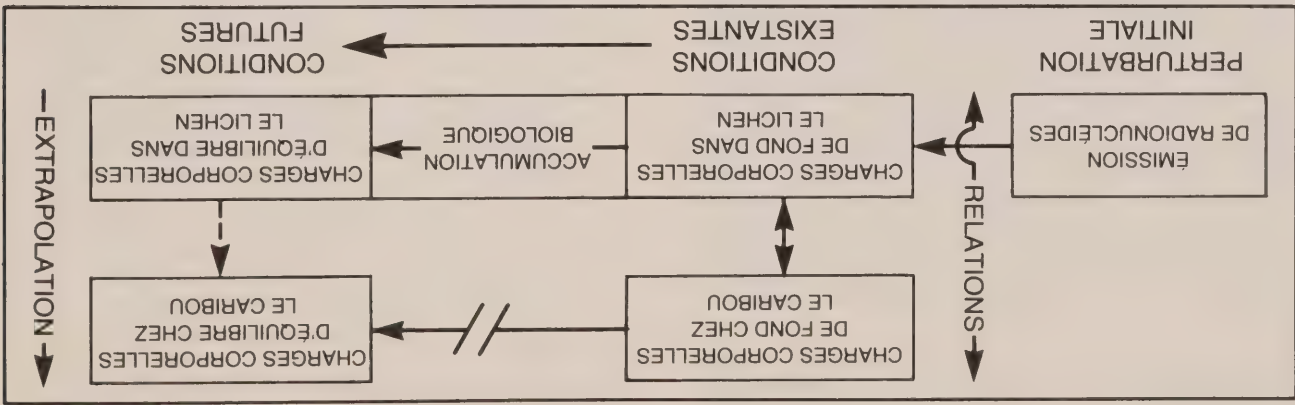 CHARGES CORPORELLES
DE FOND CHEZ
LE CARIBOU
CHARGES CORPORELLES
D'ÉQUILIBRE CHEZ
LE CARIBOU
RELATIONS
EXTRAPOLATION
ÉMISSION
DE RADIONUCLÉIDES
CHARGES CORPORELLES
DE FOND DANS
LE LICHEN
ACCUMULATION
BIOLOGIQUE
CHARGES CORPORELLES
D'ÉQUILIBRE DANS
LE LICHEN
PERTURBATION
INITIALE
CONDITIONS
EXISTANTES
CONDITIONS
FUTURES